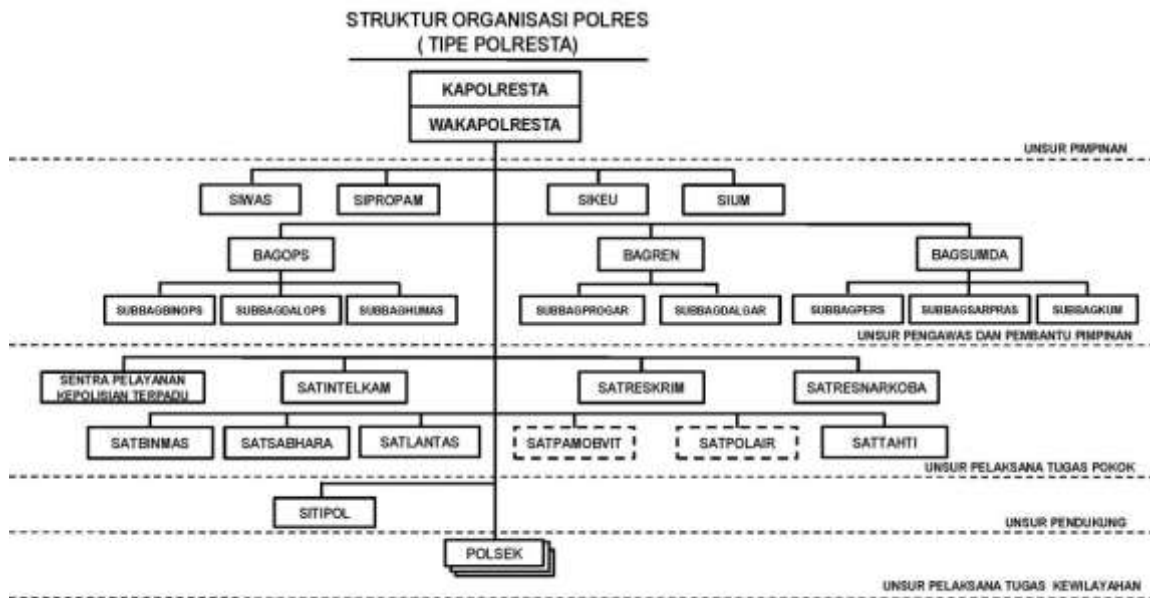 STRUKTUR ORGANISASI POLRES
( TIPE POLRESTA)
KAPOLRESTA
WAKAPOLRESTA
UNSUR PIMPINAN
SIWAS
SIPROPAM
SIKEU
SIUM
BAGOPS
BAGREN
BAGSUMDA
SUBBAGBINOPS
SUBBAGDALOPS
SUBBAGHUMAS
SUBBAGPROGAR
SUBBAGDALGAR
SUBBAGPERS
SUBBAGSARPRAS
SUBBAGKUM
UNSUR PENGAWAS DAN PEMBANTU PIMPINAN
SENTRA PELAYANAN
KEPOLISIAN TERPADU
SATINTELKAM
SATRESKRIM
SATRESNARKOBA
SATBINMAS
SATSABHARA
SATLANTAS
SATPAMOBVIT
SATPOLAIR
SATTAHTI
UNSUR PELAKSANA TUGAS POKOK
SITIPOL
UNSUR PENDUKUNG
POLSEK
UNSUR PELAKSANA TUGAS KEWILAYAHAN